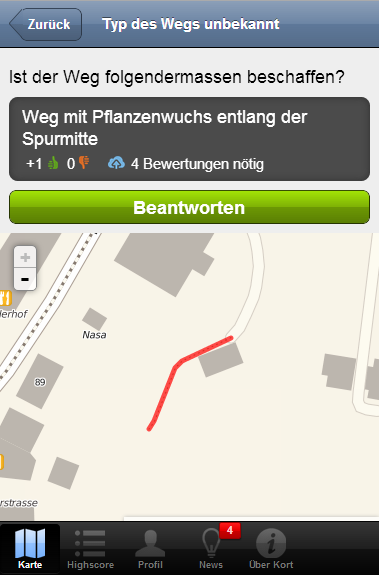 Zurück
Typ des Wegs unbekannt
Ist der Weg folgendermassen beschaffen?
Weg mit Pflanzenwuchs entlang der
Spurmitte
+1 0 4 Bewertungen nötig
Beantworten
+
-
lerhof
Nasa
89
rstrasse
4
Karte
Highscore
Profil
News
Über Kort